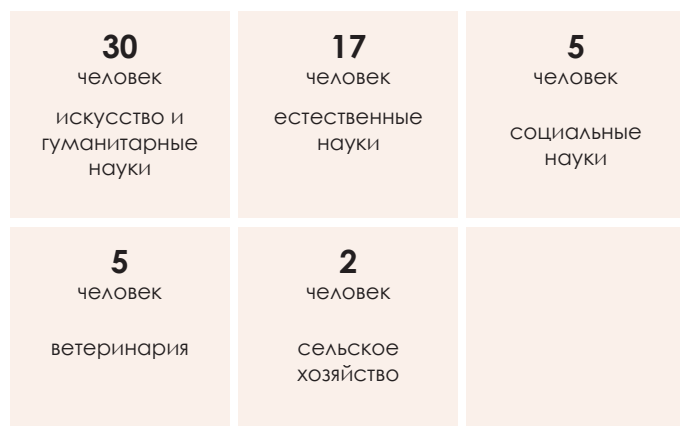 30
человек
искусство и
гуманитарные
науки
17
человек
естественные
науки
5
человек
социальные
науки
5
человек
ветеринария
2
человек
сельское
хозяйство